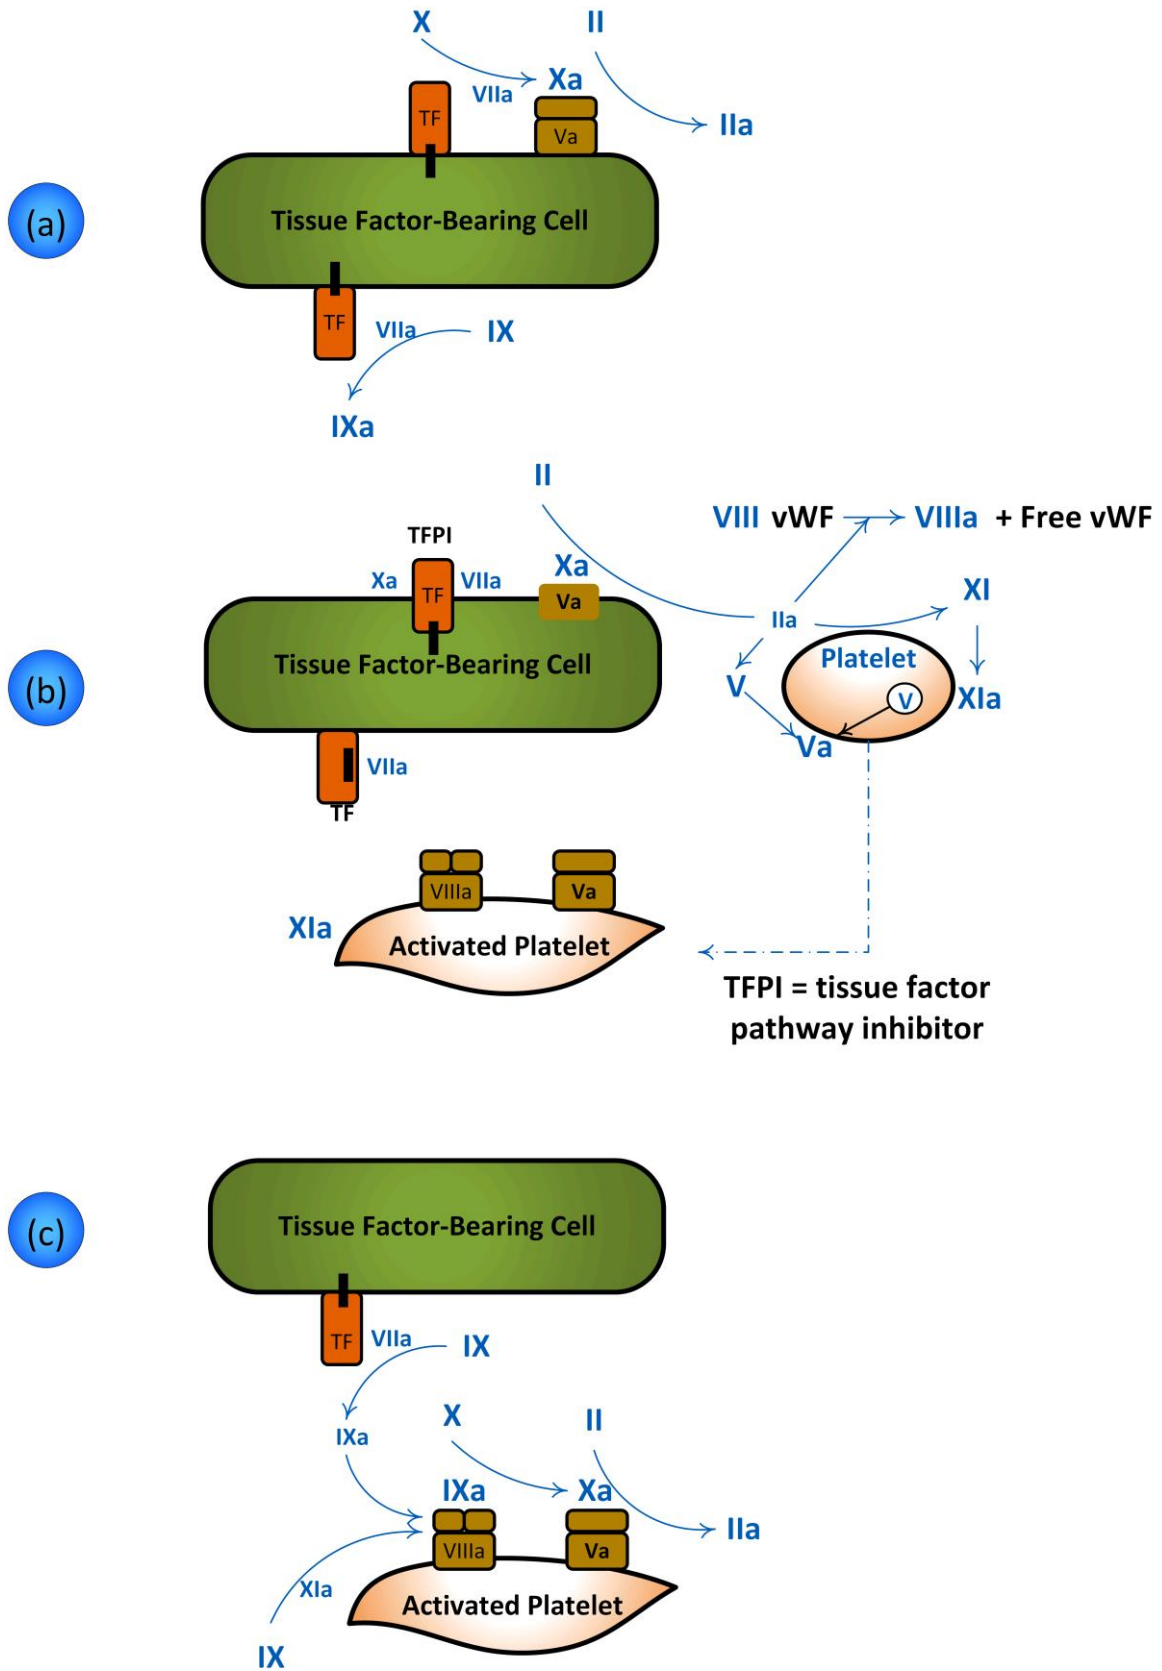 X
II
Xa
VIIa
TF
Va
IIa
(a)
Tissue Factor-Bearing Cell
TF
VIIa
IX
IXa
II
VIII vWF
VIIIa + Free vWF
TFPI
Xa
TF
VIIa
Xa
Va
XI
IIa
Tissue Factor-Bearing Cell
Platelet
(b)
V
V
XIa
Va
VIIa
TF
VIIIa
Va
XIa
Activated Platelet
TFPI = tissue factor
pathway inhibitor
(c)
Tissue Factor-Bearing Cell
TF
VIIa
IX
IXa
X
II
IXa
Xa
IIa
VIIIa
Va
XIa
Activated Platelet
IX